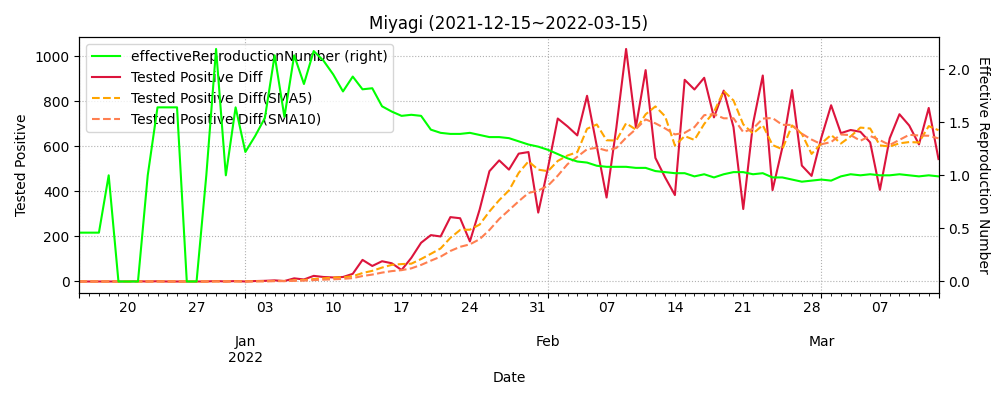 Miyagi (2021-12-15~2022-03-15)
effectiveReproductionNumber (right)
Tested Positive Diff
Tested Positive Diff(SMA5)
Tested Positive Diff(SMA10)
Tested Positive
1000
800
600
400
200
0
2.0
1.5
1.0
0.5
0.0
Effective Reproduction Number
20 27 03 10 17 24 31 07 14 21 28 07
Jan Feb Mar
2022
Date